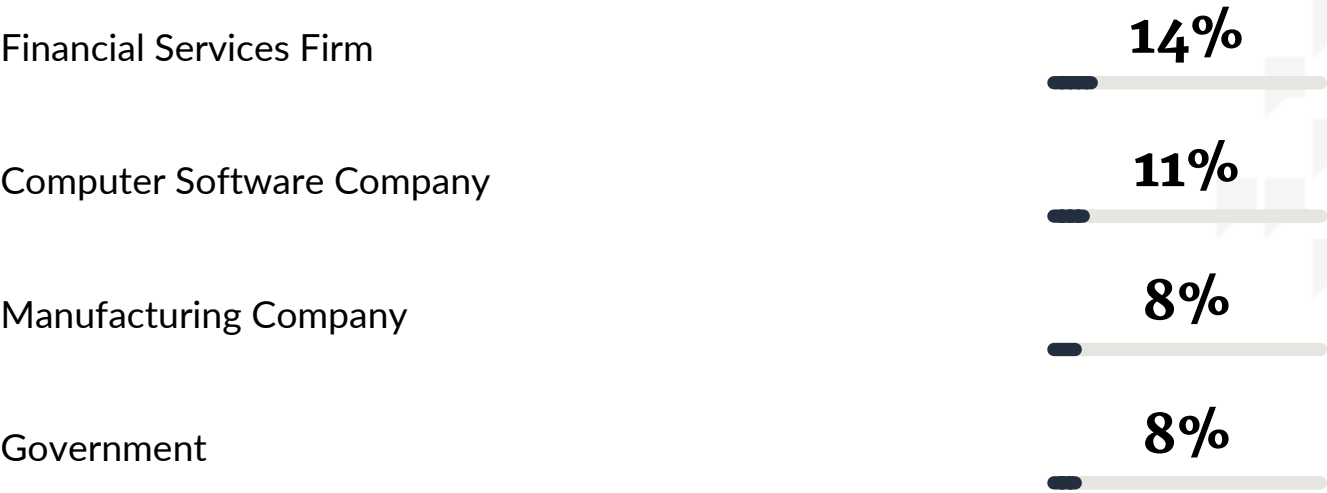 Financial Services Firm 14%
Computer Software Company 11%
Manufacturing Company 8%
Government 8%